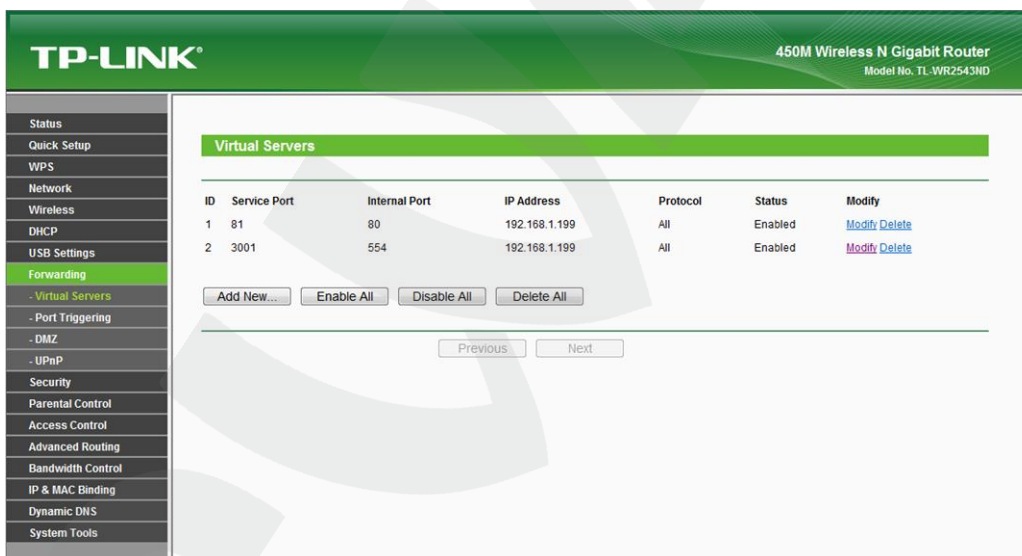 TP-LINK®
450M Wireless N Gigabit Router
Model No. TL-WR2543ND
Status
Quick Setup
WPS
Network
Wireless
DHCP
USB Settings
Forwarding
- Virtual Servers
- Port Triggering
- DMZ
- UPnP
Security
Parental Control
Access Control
Advanced Routing
Bandwidth Control
IP & MAC Binding
Dynamic DNS
System Tools
Virtual Servers
ID Service Port Internal Port IP Address Protocol Status Modify
1 81 80 192.168.1.199 All Enabled Modify Delete
2 3001 554 192.168.1.199 All Enabled Modify Delete
Add New... Enable All Disable All Delete All
Previous Next